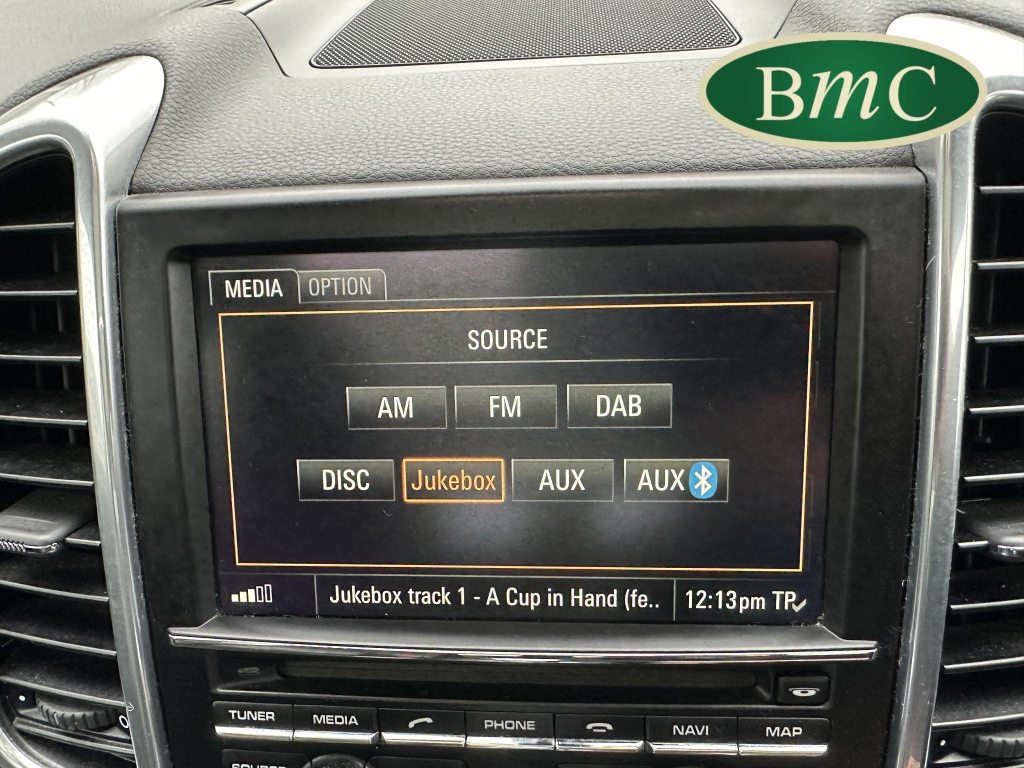 BmC
MEDIA OPTION
SOURCE
AM FM DAB
DISC Jukebox AUX AUX
Jukebox track 1 - A Cup in Hand (fe.. 12:13pm TP
TUNER MEDIA PHONE NAVI MAP
SOURCE